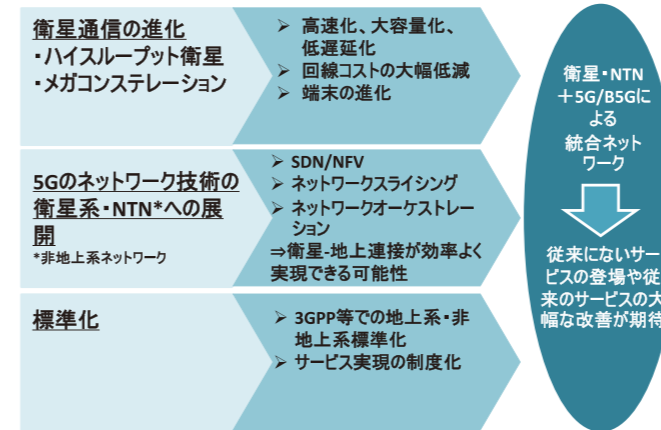 衛星通信の進化
・ハイスループット衛星
・メガコンステレーション
➢ 高速化、大容量化、
低遅延化
➢ 回線コストの大幅低減
➢ 端末の進化
5Gのネットワーク技術の
衛星系・NTN*への展
開
*非地上系ネットワーク
➢ SDN/NFV
➢ ネットワークスライシング
➢ ネットワークオーケストレー
ション
⇒衛星-地上連接が効率よく
実現できる可能性
標準化
➢ 3GPP等での地上系・非
地上系標準化
➢ サービス実現の制度化
衛星・NTN
＋5G/B5Gに
よる
統合ネット
ワーク
従来にないサー
ビスの登場や従
来のサービスの大
幅な改善が期待